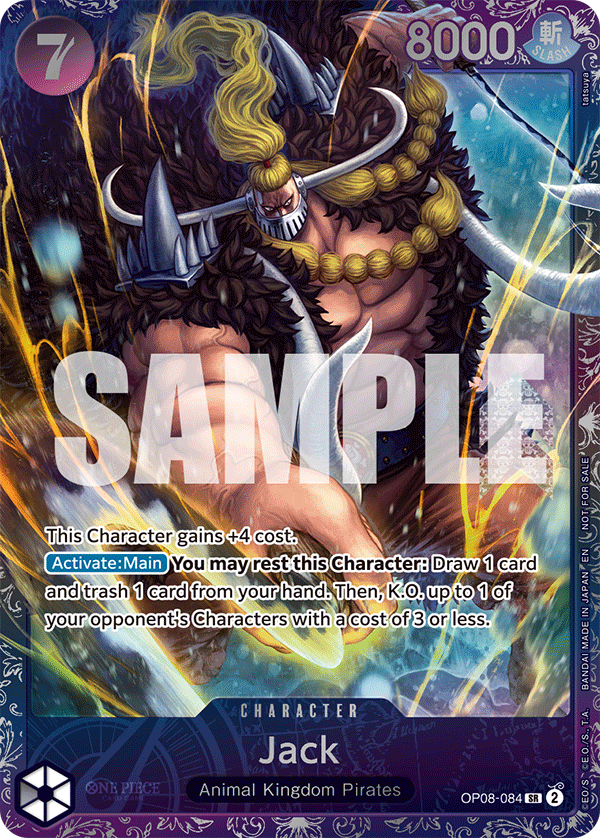 7
8000
斬
SLASH
tatsuya
SAMPLE
This Character gains +4 cost.
Activate:Main You may rest this Character: Draw 1 card
and trash 1 card from your hand. Then, K.O. up to 1 of
your opponent's Characters with a cost of 3 or less.
CHARACTER
Jack
Animal Kingdom Pirates
ONE PIECE
CARD GAME
OP08-084 SR 2
©E.O./S. ©E.O./S., T.A. BANDAI MADE IN JAPAN EN NOT FOR SALE